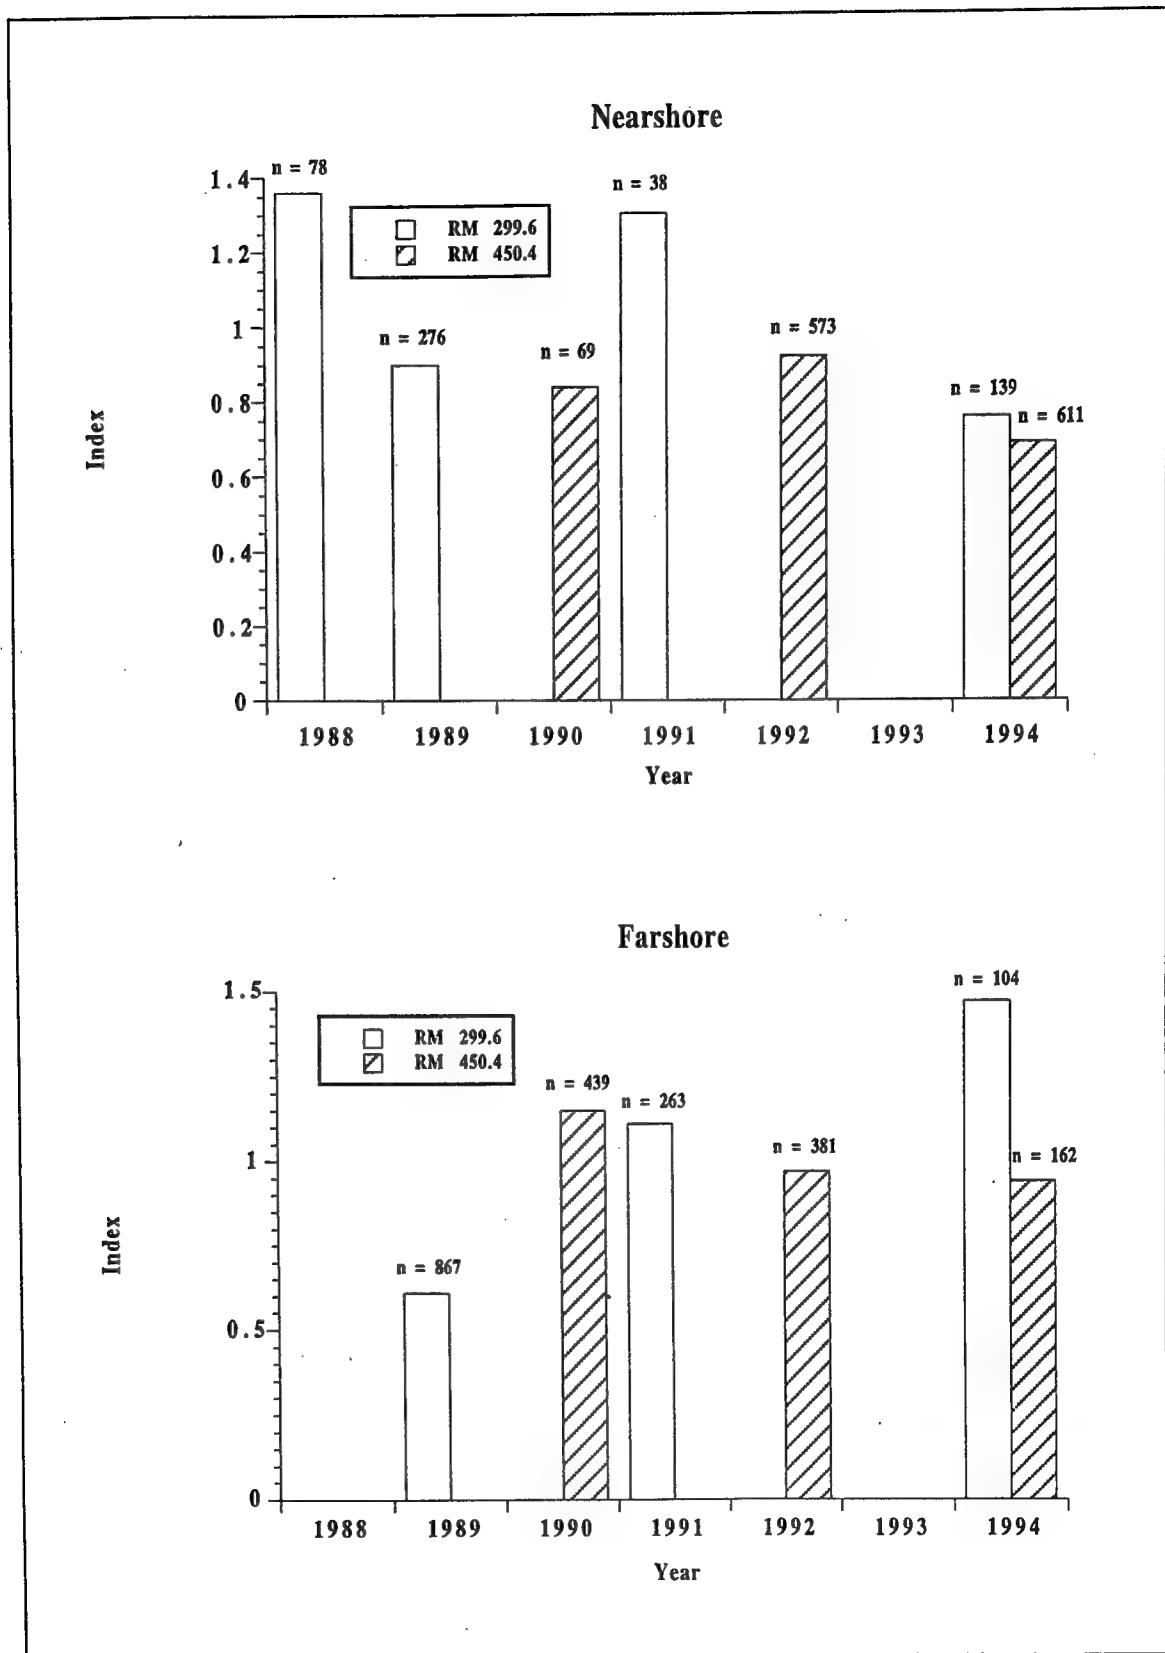 Nearshore
n = 78
n = 38
1.4
RM 299.6
1.2
RM 450.4
n = 573
1
n = 276
n = 69
n = 139
0.8
n = 611
Index
0.6
0.4
0.2
0
1988 1989 1990 1991 1992 1993 1994
Year
Farshore
n = 104
1.5
RM 299.6
RM 450.4
n = 439
n = 263
n = 381
1
n = 162
Index
n = 867
0.5
0
1988 1989 1990 1991 1992 1993 1994
Year